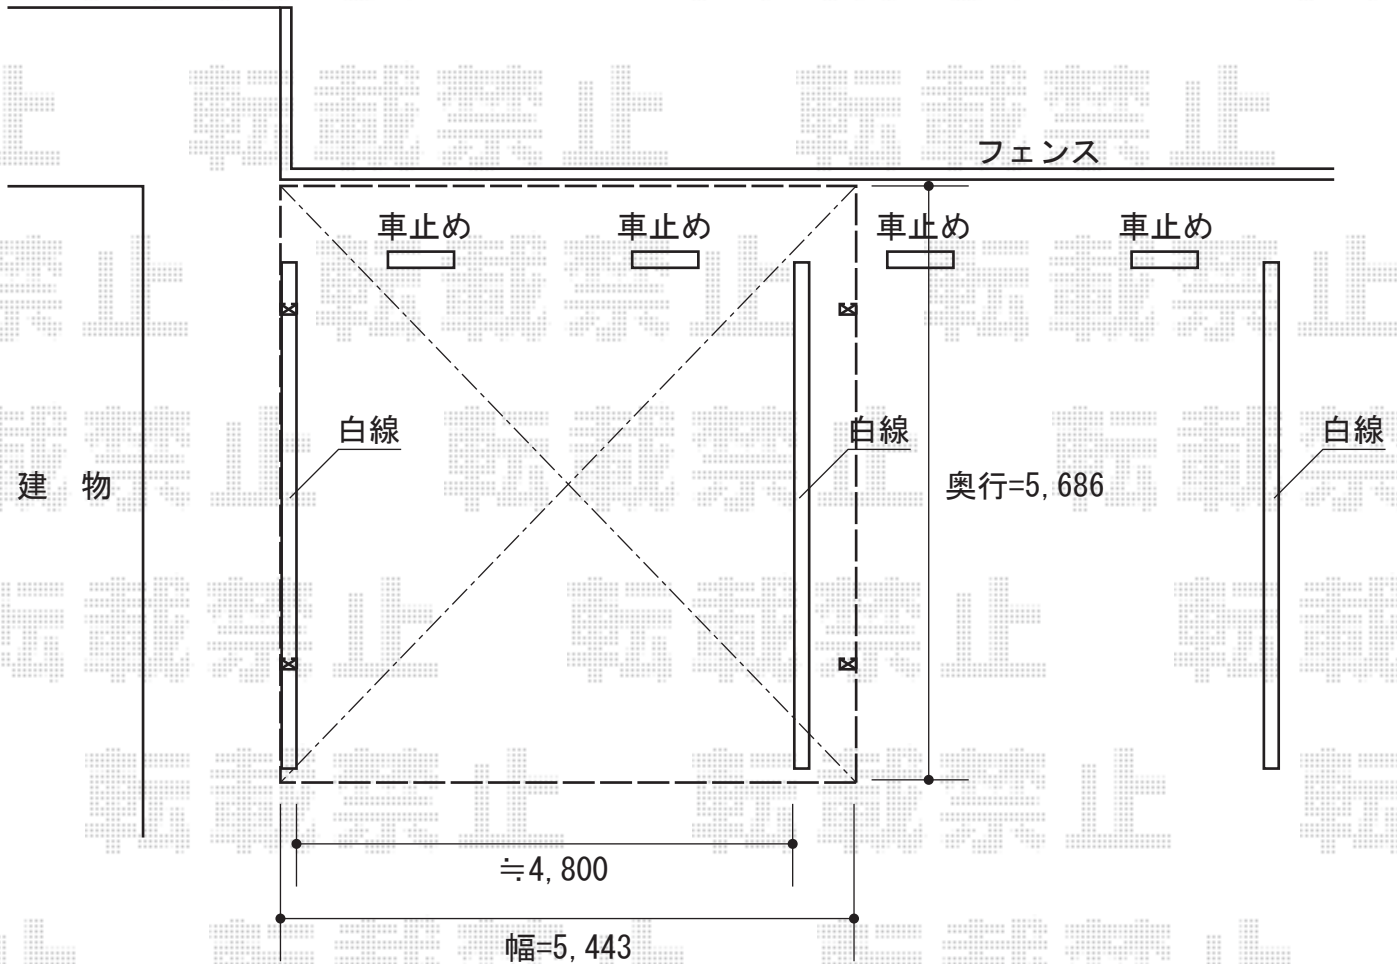 転載禁止
フェンス
車止め 車止め 車止め 車止め
白線 白線 白線
建 物
奥行=5,686
≒4,800
幅=5,443